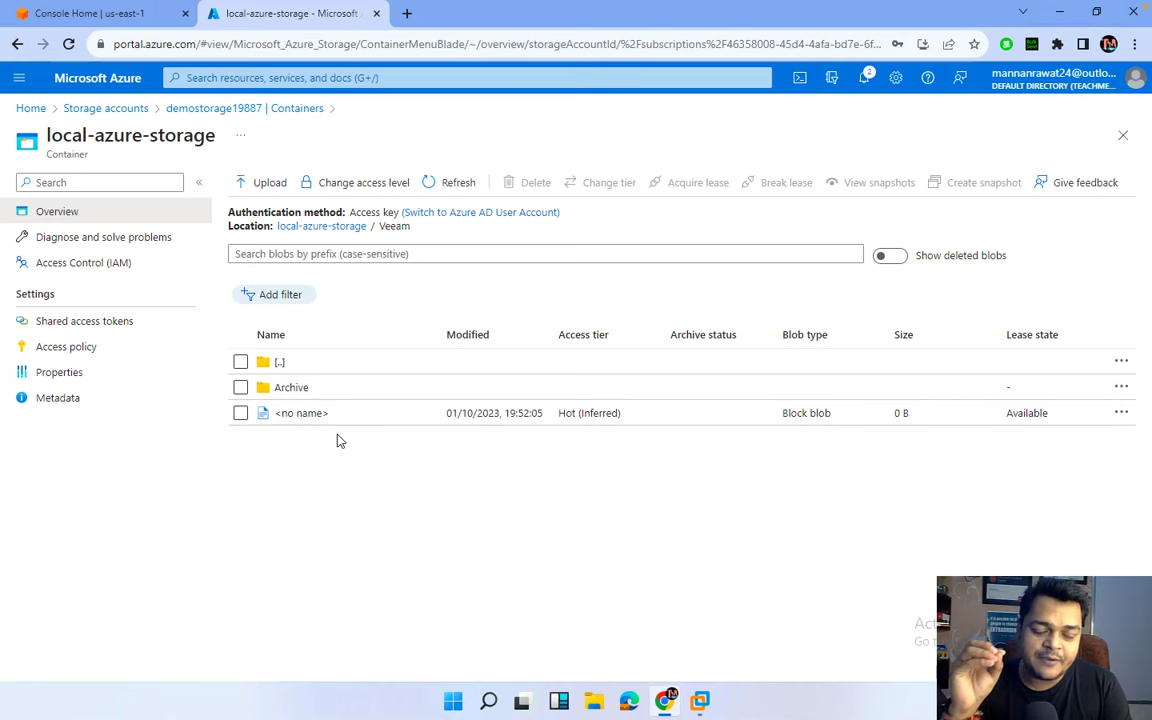 Console Home | us-east-1
local-azure-storage - Microsoft
portal.azure.com/#view/Microsoft_Azure_Storage/ContainerMenuBlade/~/overview/storageAccountId/%2Fsubscriptions%2F46358008-45d4-4afa-bd7e-6f...
Microsoft Azure
Search resources, services, and docs (G+/)
2
mannanrawat24@outlo...
DEFAULT DIRECTORY (TEACHME...
Home > Storage accounts > demostorage19887 | Containers >
local-azure-storage ...
Container
Search
«
Upload
Change access level
Refresh
Delete
Change tier
Acquire lease
Break lease
View snapshots
Create snapshot
Give feedback
Overview
Diagnose and solve problems
Access Control (IAM)
Settings
Shared access tokens
Access policy
Properties
Metadata
Authentication method: Access key (Switch to Azure AD User Account)
Location: local-azure-storage / Veeam
Search blobs by prefix (case-sensitive)
Show deleted blobs
Add filter
Name Modified Access tier Archive status Blob type Size Lease state
[..] ...
Archive - ...
<no name> 01/10/2023, 19:52:05 Hot (Inferred) Block blob 0 B Available ...